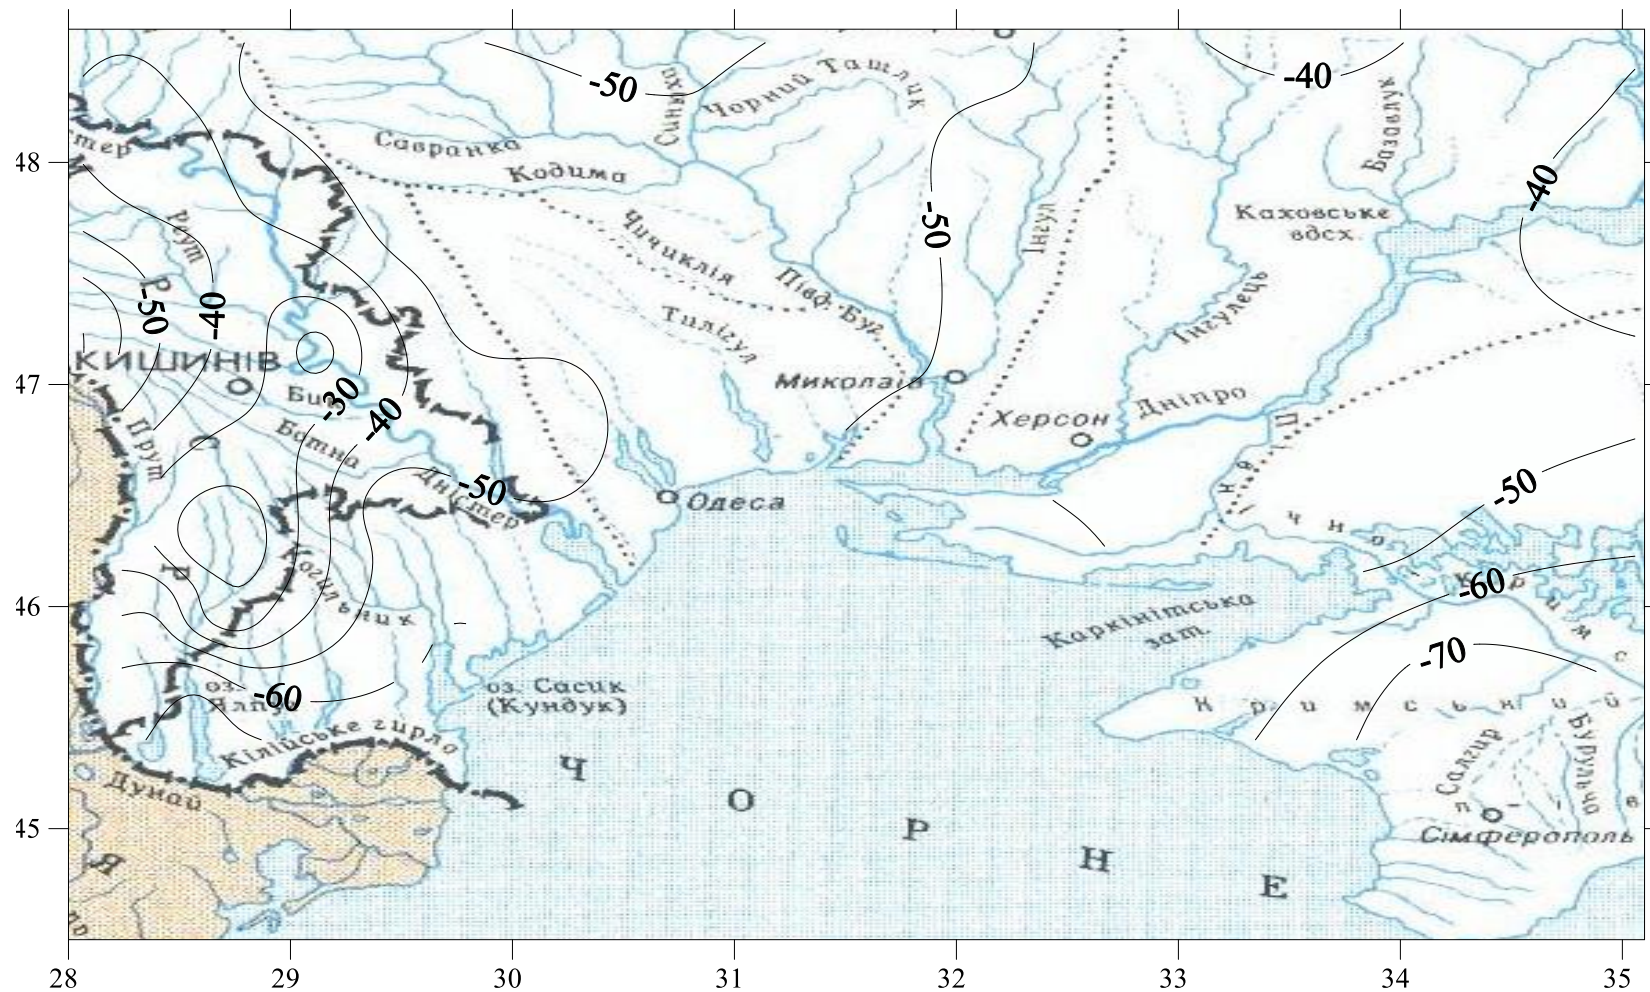 -50
-40
Синюха
Чорний Ташлик
Базавлук
48
тер
Савранка
Кодима
-40
Реут
Чичиклія
-50
Інгул
Каховське
вдсх.
Р
-50
-40
Півд. Буг
Інгулець
Тилігул
КИШИНІВ
47
Миколаїв
-30
Бик
-40
Дніпро
Херсон
Прут
Ботна
П
і
Дністер
-50
Одеса
н
-50
і
ч
н
о
Р
Когильник
-60
К
р
и
м
46
Каркінітська
зат.
с
-70
оз.
Ялпуг
-60
оз. Сасик
(Кундук)
К р и м с ь к и й
Кілійське гирло
Салгир
Бурульча
п
Дунай
Ч
О
Р
Н
Е
в
45
Сімферополь
Я
28
29
30
31
32
33
34
35